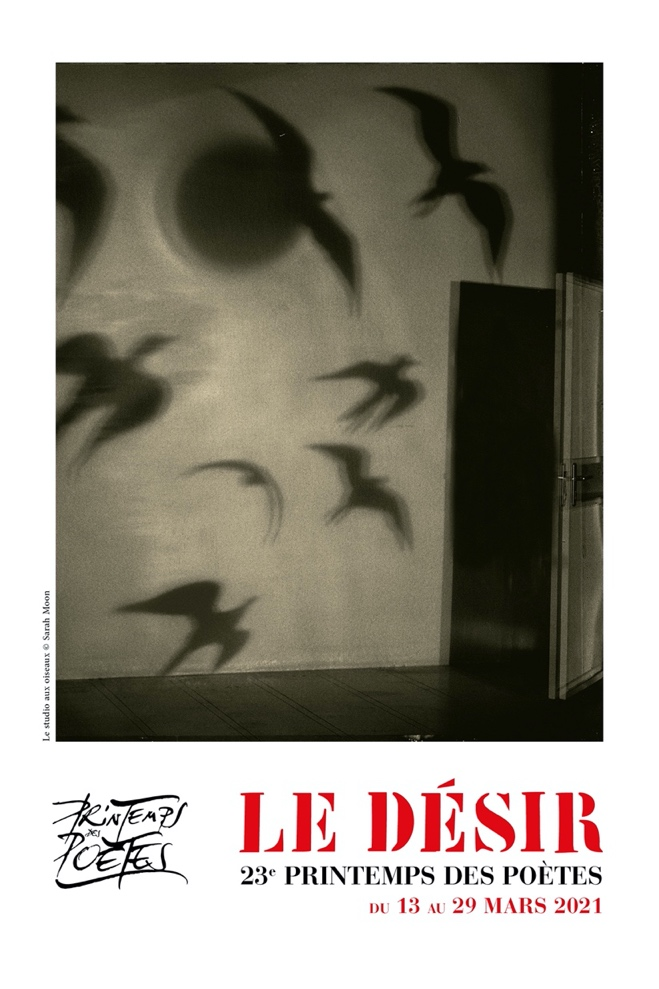 Le studio aux oiseaux © Sarah Moon
PRINTEMPS
des
POÈTES
LE DÉSIR
23e PRINTEMPS DES POÈTES
DU 13 AU 29 MARS 2021